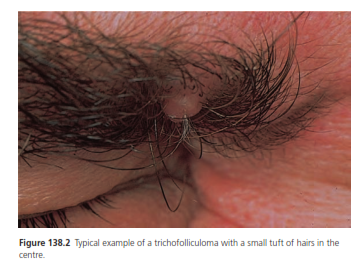 Figure 138.2 Typical example of a trichofolliculoma with a small tuft of hairs in the
centre.